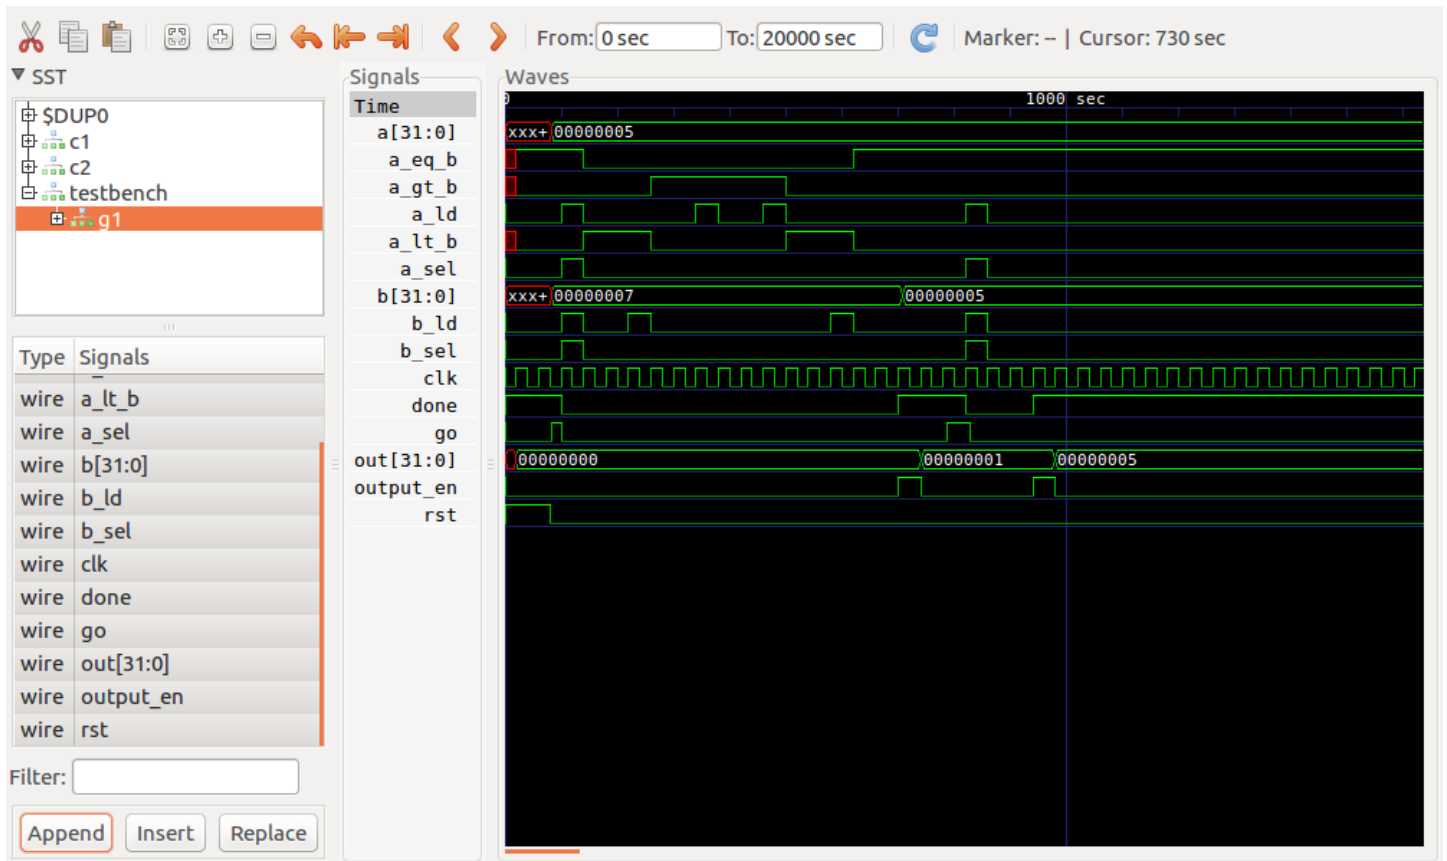 From: 0 sec To: 20000 sec Marker: -- | Cursor: 730 sec
SST
$DUP0
c1
c2
testbench
g1
Type Signals
wire a_lt_b
wire a_sel
wire b[31:0]
wire b_ld
wire b_sel
wire clk
wire done
wire go
wire out[31:0]
wire output_en
wire rst
Filter:
Append Insert Replace
Signals
Time
a[31:0]
a_eq_b
a_gt_b
a_ld
a_lt_b
a_sel
b[31:0]
b_ld
b_sel
clk
done
go
out[31:0]
output_en
rst
Waves
0 1000 sec
xxx+ 00000005
xxx+ 00000007 00000005
00000000 00000001 00000005